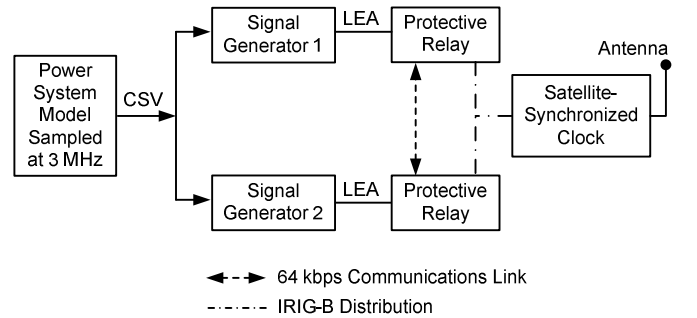 Power
System
Model
Sampled
at 3 MHz
CSV
Signal
Generator 1
LEA
Protective
Relay
Signal
Generator 2
LEA
Protective
Relay
Satellite-
Synchronized
Clock
Antenna
64 kbps Communications Link
IRIG-B Distribution